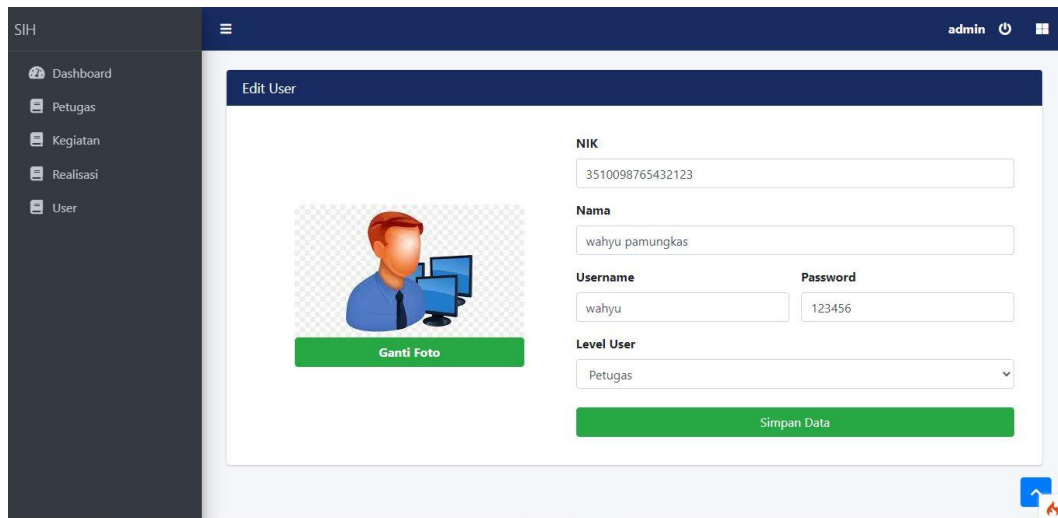 SIH
admin
Dashboard
Petugas
Kegiatan
Realisasi
User
Edit User
NIK
3510098765432123
Nama
wahyu pamungkas
Username Password
wahyu 123456
Level User
Petugas
Ganti Foto
Simpan Data